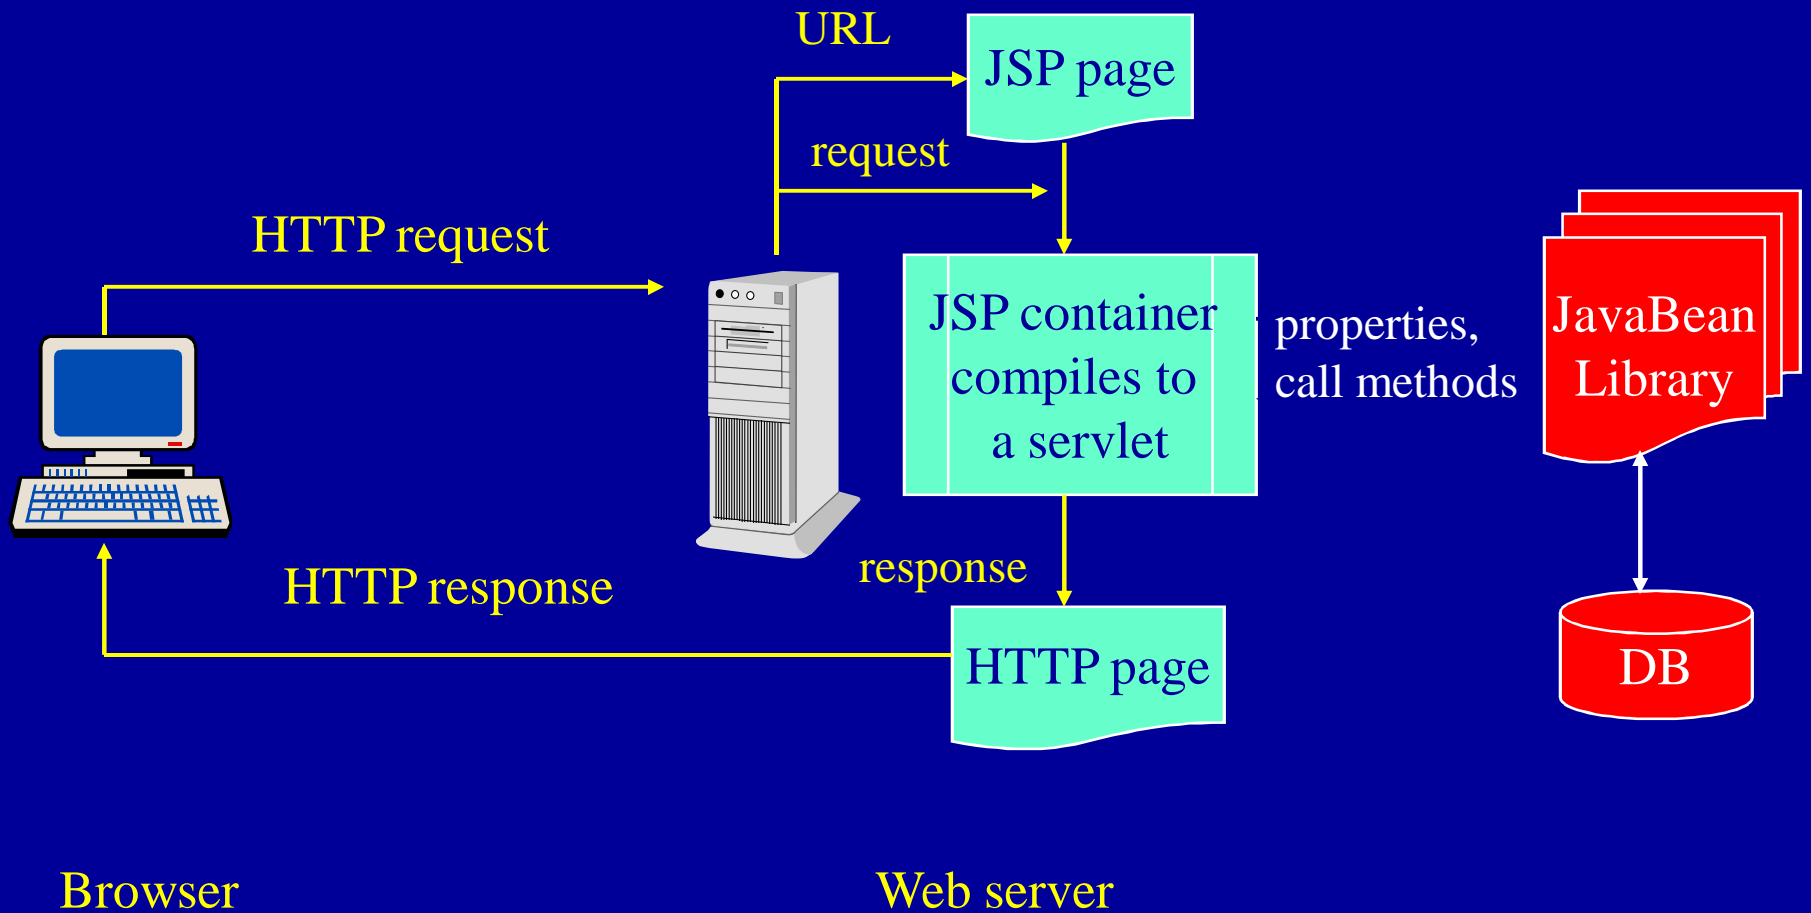 URL
JSP page
request
HTTP request
JSP container
compiles to
a servlet
properties,
call methods
JavaBean
Library
response
HTTP response
HTTP page
DB
Browser
Web server